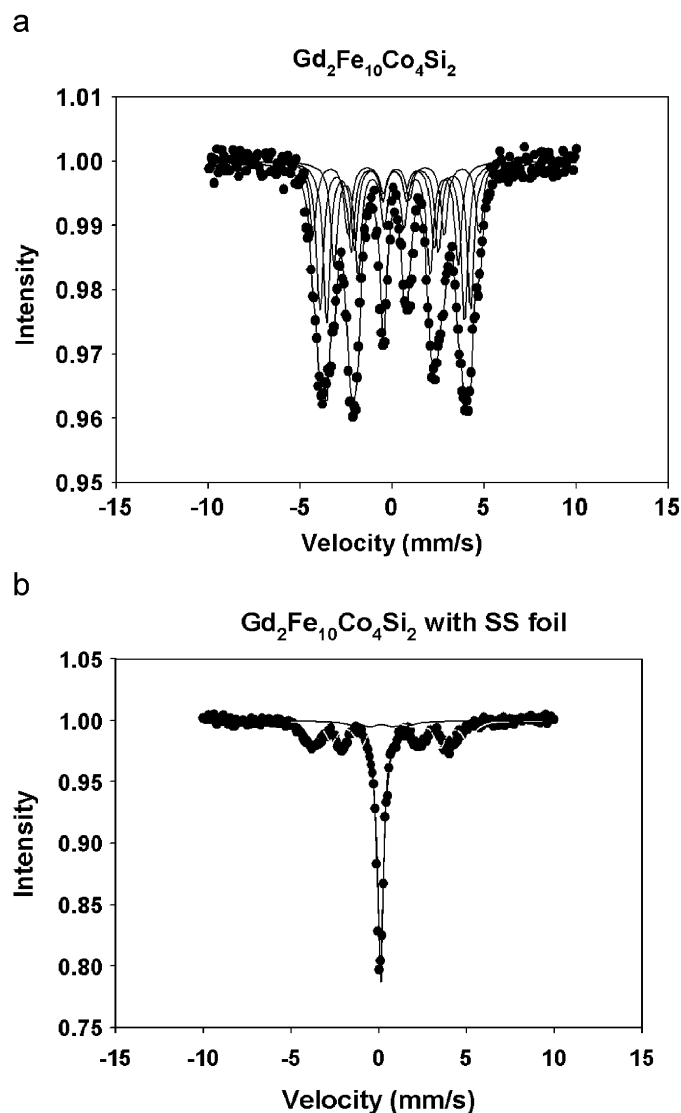 a
Gd₂Fe₁₀Co₄Si₂
1.01
1.00
0.99
0.98
0.97
0.96
0.95
Intensity
-15 -10 -5 0 5 10 15
Velocity (mm/s)
b
Gd₂Fe₁₀Co₄Si₂ with SS foil
1.05
1.00
0.95
0.90
0.85
0.80
0.75
Intensity
-15 -10 -5 0 5 10 15
Velocity (mm/s)